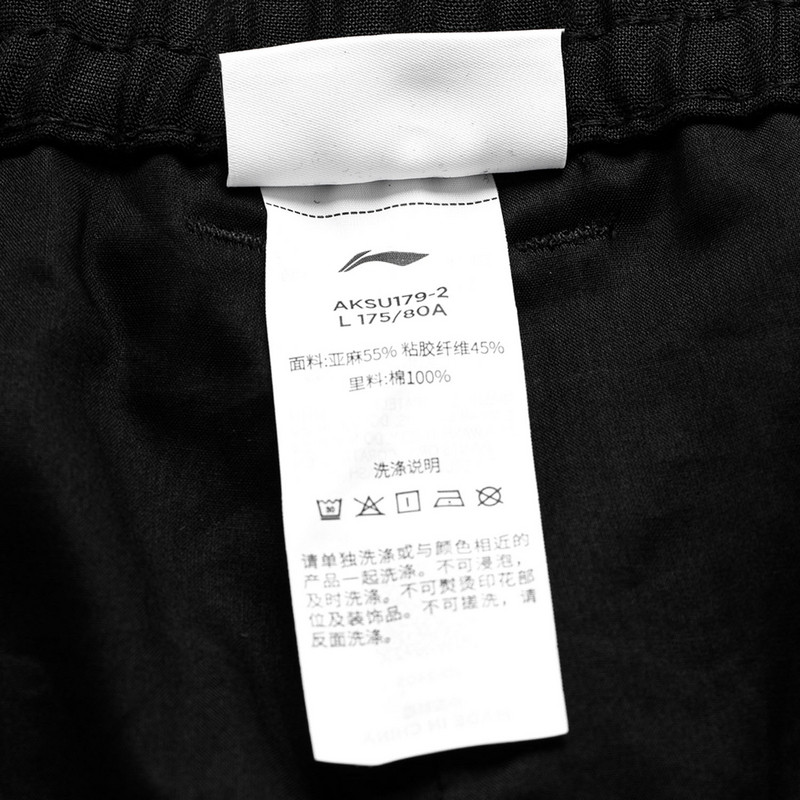 AKSU179-2
L 175/80A
面料:亚麻55% 粘胶纤维45%
里料:棉100%
洗涤说明
30
请单独洗涤或与颜色相近的
产品一起洗涤。不可浸泡,
及时洗涤。不可熨烫印花部
位及装饰品。不可搓洗,请
反面洗涤。